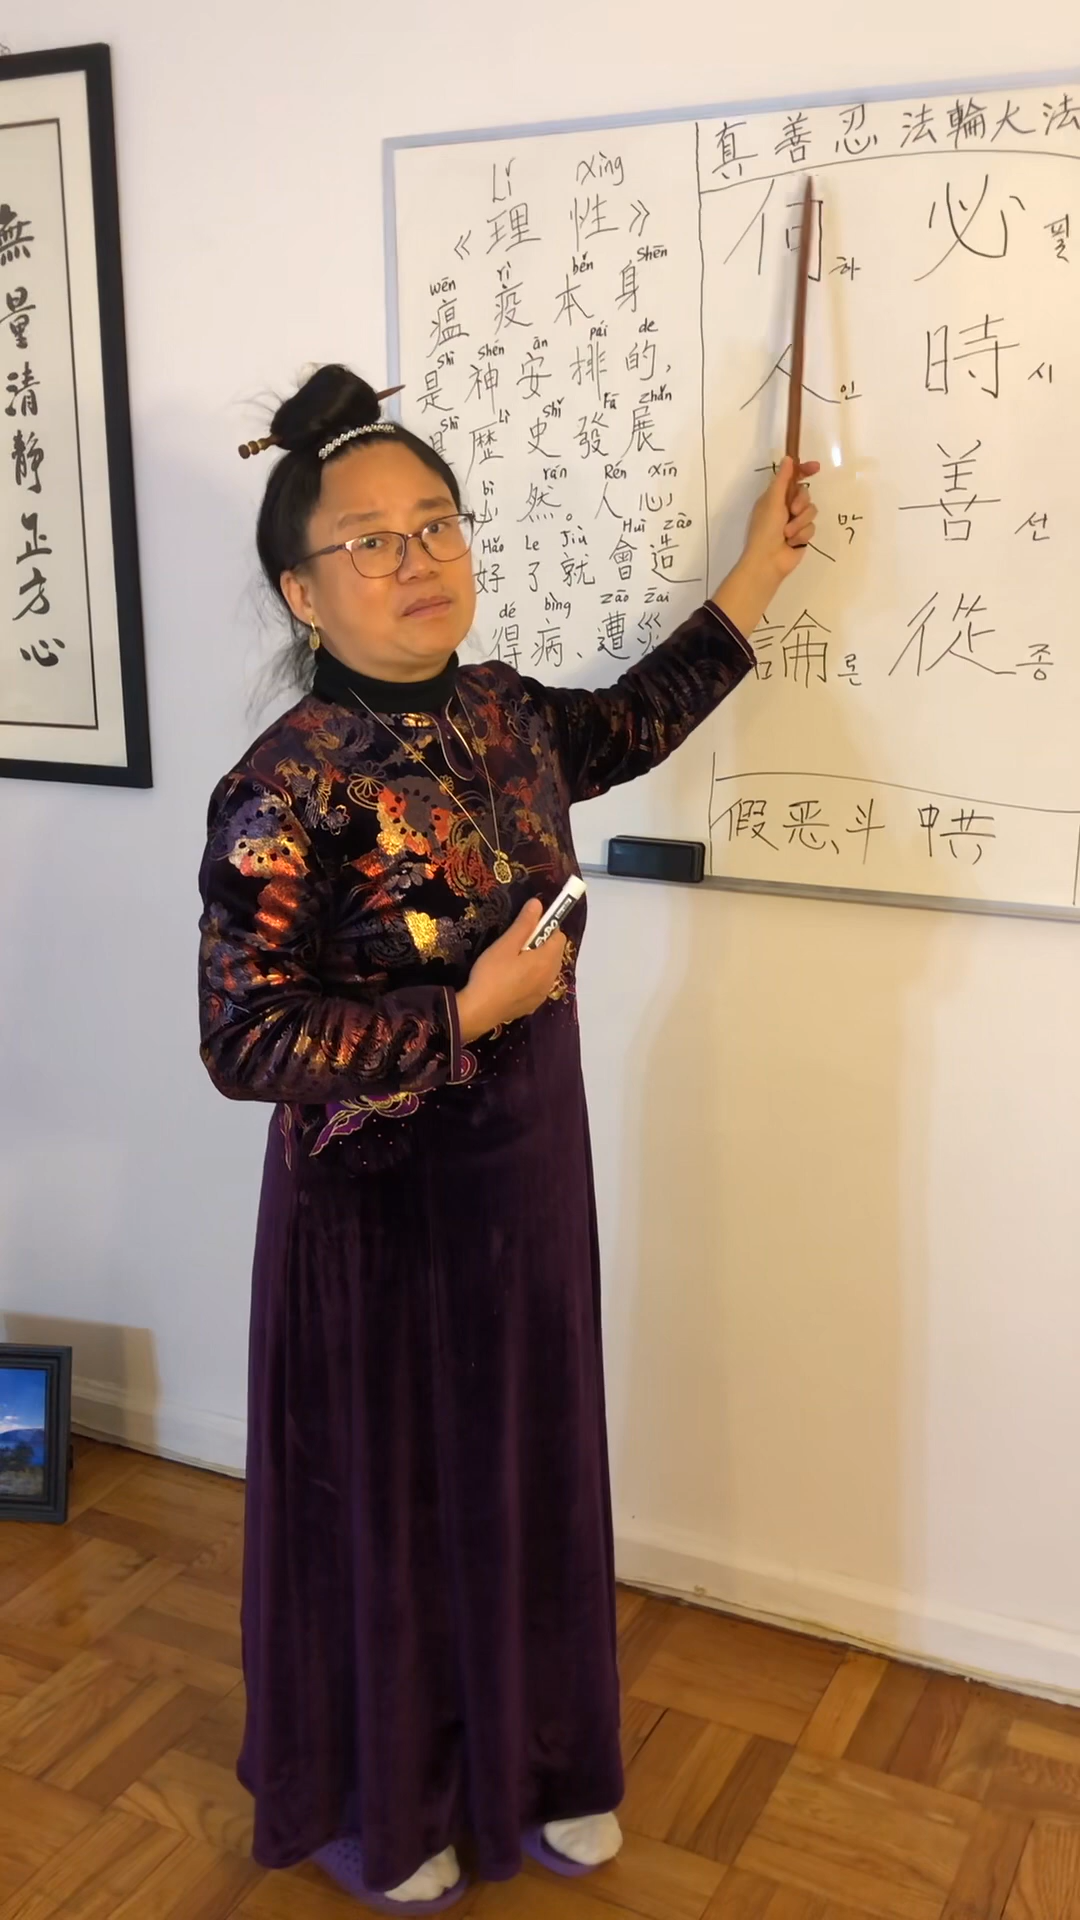 無量清靜正方心
Lǐ Xìng
《理性》
wēn rì běn Shēn
瘟疫本身
Shì Shén ān pái de
是神安排的，
Shì Lì Shǐ Fā zhǎn
是歷史發展
bì rán Rén xīn
必然。人心
Hǎo Le Jiù Huì zào
好了就會造
dé bìng zāo zāi
得病、遭災
真善忍 法輪大法
何 하 必 필
人 인 時 시
막 善 선
論 론 從 종
假恶斗 中共